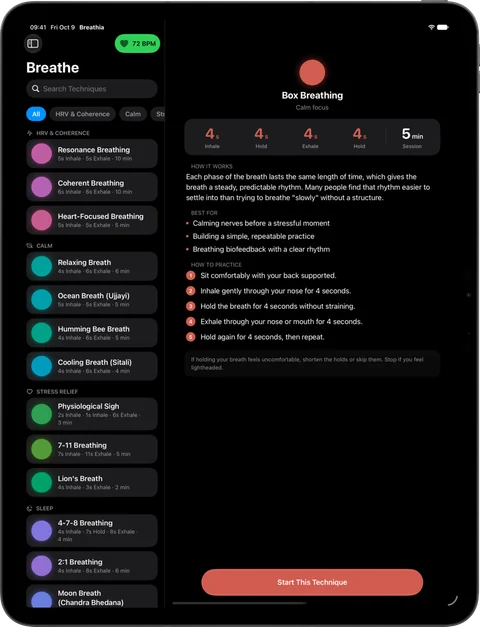 09:41 Fri Oct 9 Breathia
72 BPM
Breathe
Search Techniques
All HRV & Coherence Calm
HRV & COHERENCE
Resonance Breathing
5s Inhale · 5s Exhale · 10 min
Coherent Breathing
6s Inhale · 6s Exhale · 10 min
Heart-Focused Breathing
5s Inhale · 5s Exhale · 5 min
CALM
Relaxing Breath
4s Inhale · 6s Exhale · 6 min
Ocean Breath (Ujjayi)
5s Inhale · 5s Exhale · 5 min
Humming Bee Breath
4s Inhale · 6s Exhale · 5 min
Cooling Breath (Sitali)
4s Inhale · 6s Exhale · 4 min
STRESS RELIEF
Physiological Sigh
2s Inhale · 1s Inhale · 6s Exhale ·
3 min
7-11 Breathing
7s Inhale · 11s Exhale · 5 min
Lion's Breath
4s Inhale · 3s Exhale · 2 min
SLEEP
4-7-8 Breathing
4s Inhale · 7s Hold · 8s Exhale ·
4 min
2:1 Breathing
4s Inhale · 8s Exhale · 6 min
Moon Breath
(Chandra Bhedana)
Box Breathing
Calm focus
4 s 4 s 4 s 4 s 5 min
Inhale Hold Exhale Hold Session
HOW IT WORKS
Each phase of the breath lasts the same length of time, which gives the
breath a steady, predictable rhythm. Many people find that rhythm easier to
settle into than trying to breathe "slowly" without a structure.
BEST FOR
• Calming nerves before a stressful moment
• Building a simple, repeatable practice
• Breathing biofeedback with a clear rhythm
HOW TO PRACTICE
1 Sit comfortably with your back supported.
2 Inhale gently through your nose for 4 seconds.
3 Hold the breath for 4 seconds without straining.
4 Exhale through your nose or mouth for 4 seconds.
5 Hold again for 4 seconds, then repeat.
If holding your breath feels uncomfortable, shorten the holds or skip them. Stop if you feel
lightheaded.
Start This Technique